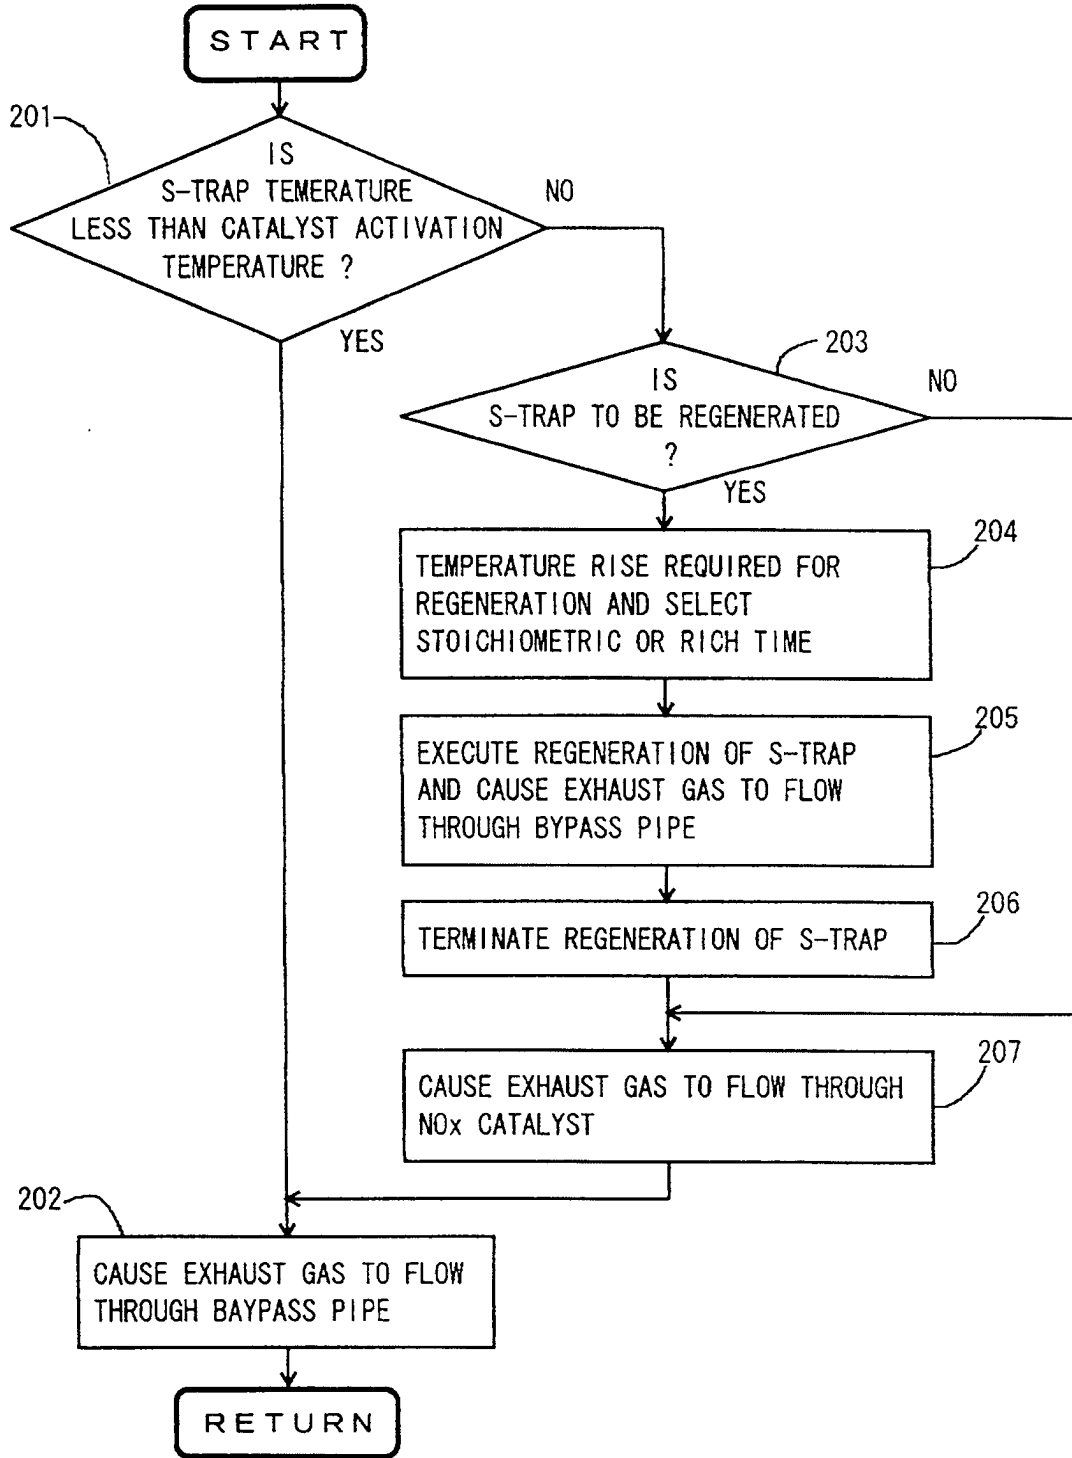 START
201
IS
S-TRAP TEMERATURE
LESS THAN CATALYST ACTIVATION
TEMPERATURE ?
NO
YES
203
IS
S-TRAP TO BE REGENERATED
?
NO
YES
204
TEMPERATURE RISE REQUIRED FOR
REGENERATION AND SELECT
STOICHIOMETRIC OR RICH TIME
205
EXECUTE REGENERATION OF S-TRAP
AND CAUSE EXHAUST GAS TO FLOW
THROUGH BYPASS PIPE
206
TERMINATE REGENERATION OF S-TRAP
207
CAUSE EXHAUST GAS TO FLOW THROUGH
NOx CATALYST
202
CAUSE EXHAUST GAS TO FLOW
THROUGH BAYPASS PIPE
RETURN